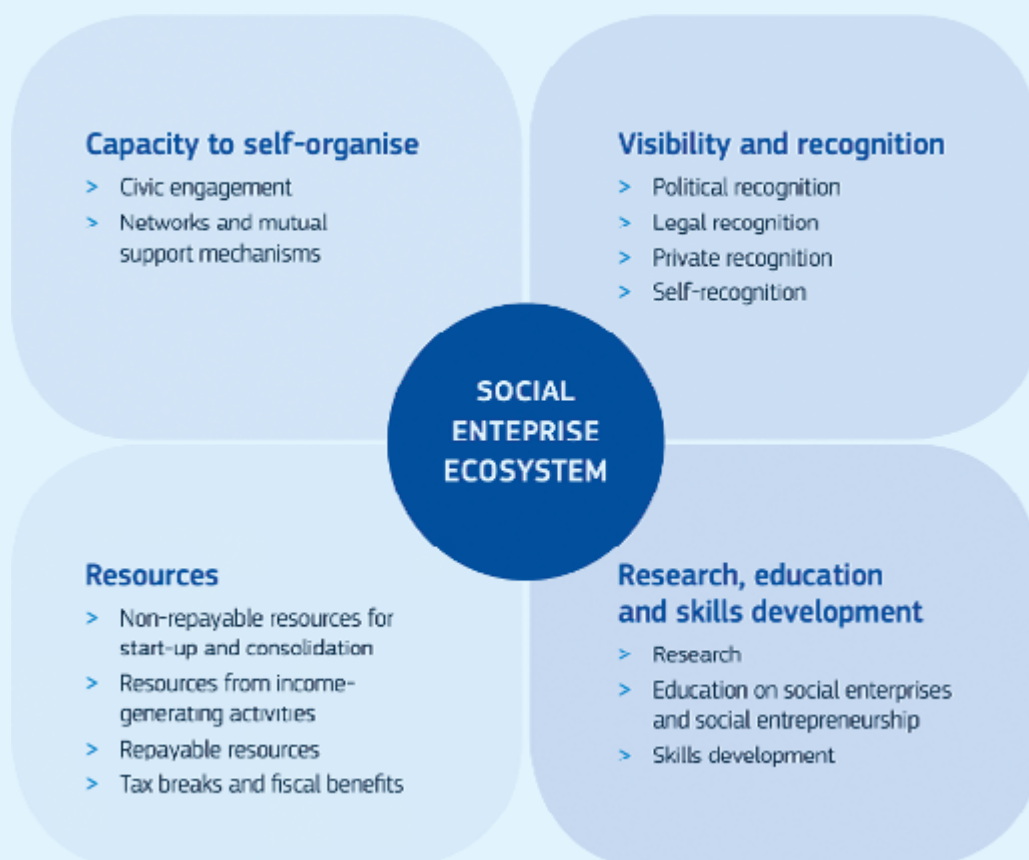 Capacity to self-organise
> Civic engagement
> Networks and mutual
support mechanisms
Visibility and recognition
> Political recognition
> Legal recognition
> Private recognition
> Self-recognition
SOCIAL
ENTEPRISE
ECOSYSTEM
Resources
> Non-repayable resources for
start-up and consolidation
> Resources from income-
generating activities
> Repayable resources
> Tax breaks and fiscal benefits
Research, education
and skills development
> Research
> Education on social enterprises
and social entrepreneurship
> Skills development